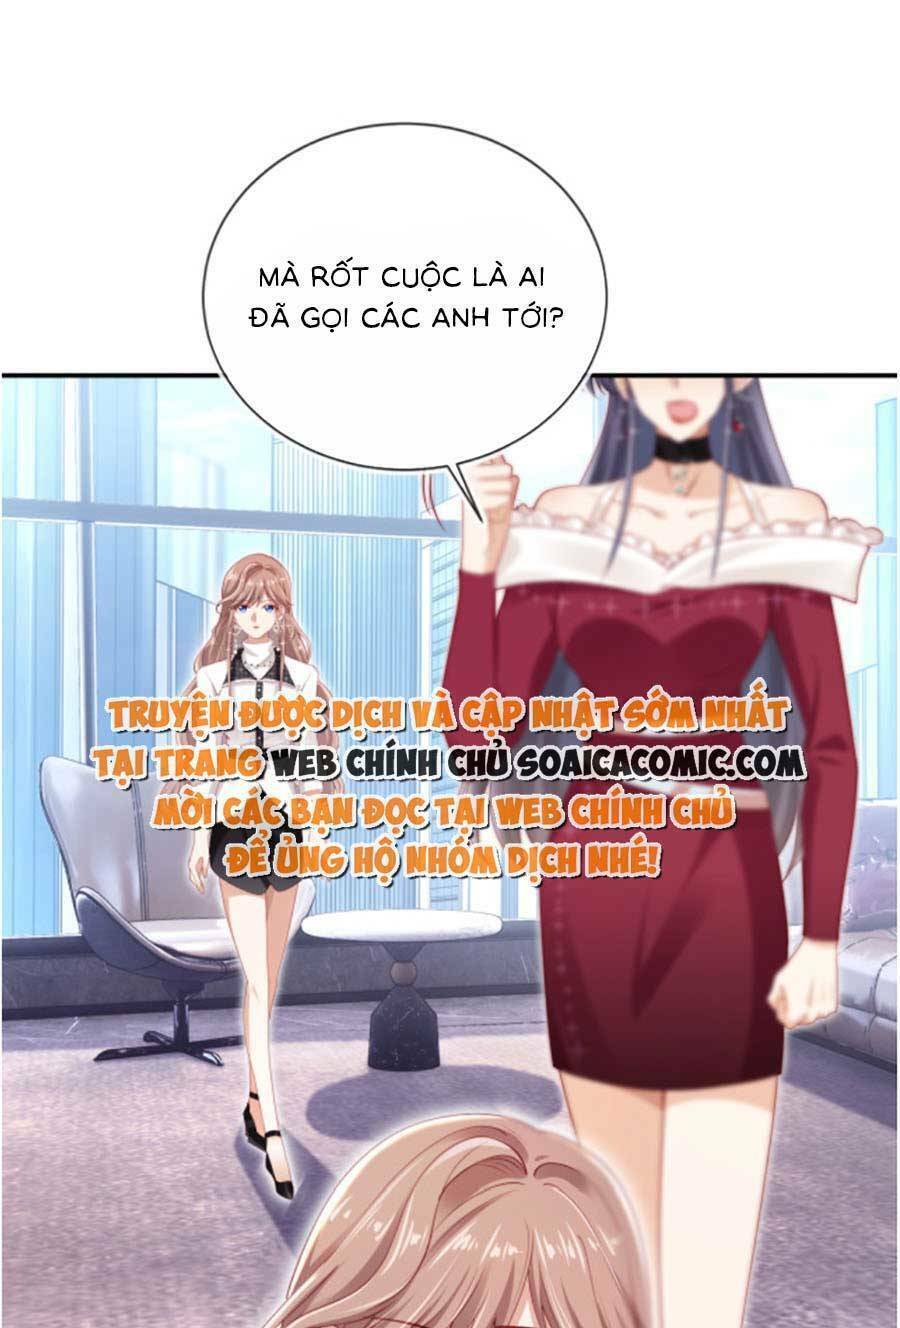 MÀ RỐT CUỘC LÀ AI
ĐÃ GỌI CÁC ANH TỚI?
TRUYỆN ĐƯỢC DỊCH VÀ CẬP NHẬT SỚM NHẤT
TẠI TRANG WEB CHÍNH CHỦ SOAICACOMIC.COM
MỜI CÁC BẠN ĐỌC TẠI WEB CHÍNH CHỦ
ĐỂ ỦNG HỘ NHÓM DỊCH NHÉ!